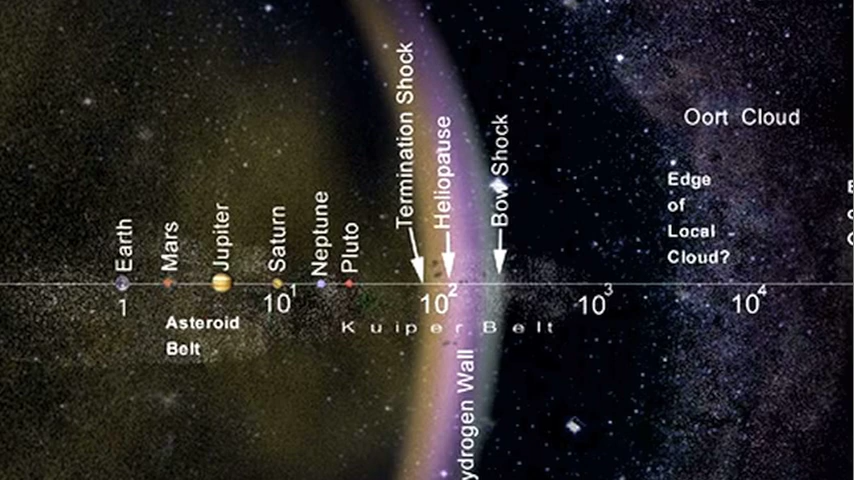 Termination Shock
Heliopause
Bow Shock
Oort Cloud
Edge
of
Local
Cloud?
Earth
Mars
Jupiter
Saturn
Neptune
Pluto
1
10¹
10²
10³
10⁴
Asteroid
Belt
Kuiper Belt
ydrogen Wall